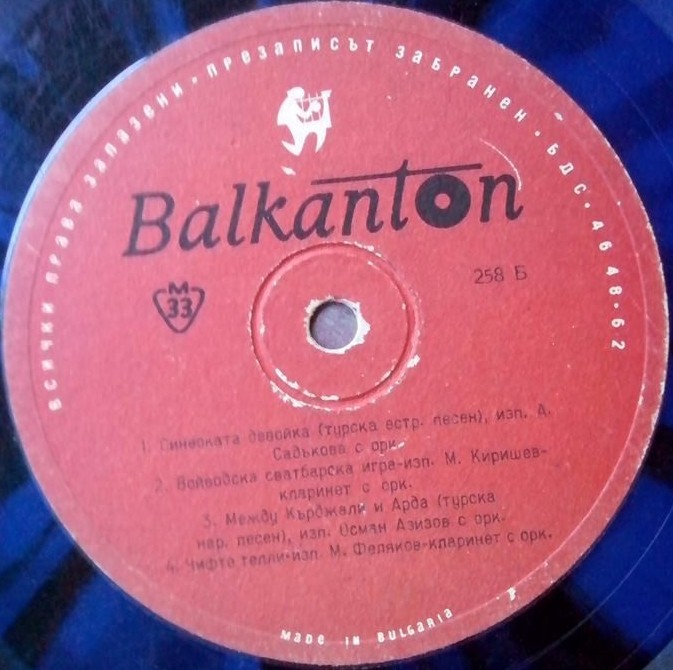 ВСИЧКИ ПРАВА ЗАПАЗЕНИ · ПРЕЗАПИСЪТ ЗАБРАНЕН · БДС · 4648-62
Balkanton
М
33
258 Б
1. Синеоката девойка (турска естр. песен), изп. А.
Садъкова с орк.
2. Войводска сватбарска игра-изп. М. Киришев-
кларинет с орк.
3. Между Кърджали и Арда (турска
нар. песен), изп. Осман Азизов с орк.
4. Чифте телли-изп. М. Феляков-кларинет с орк.
MADE IN BULGARIA